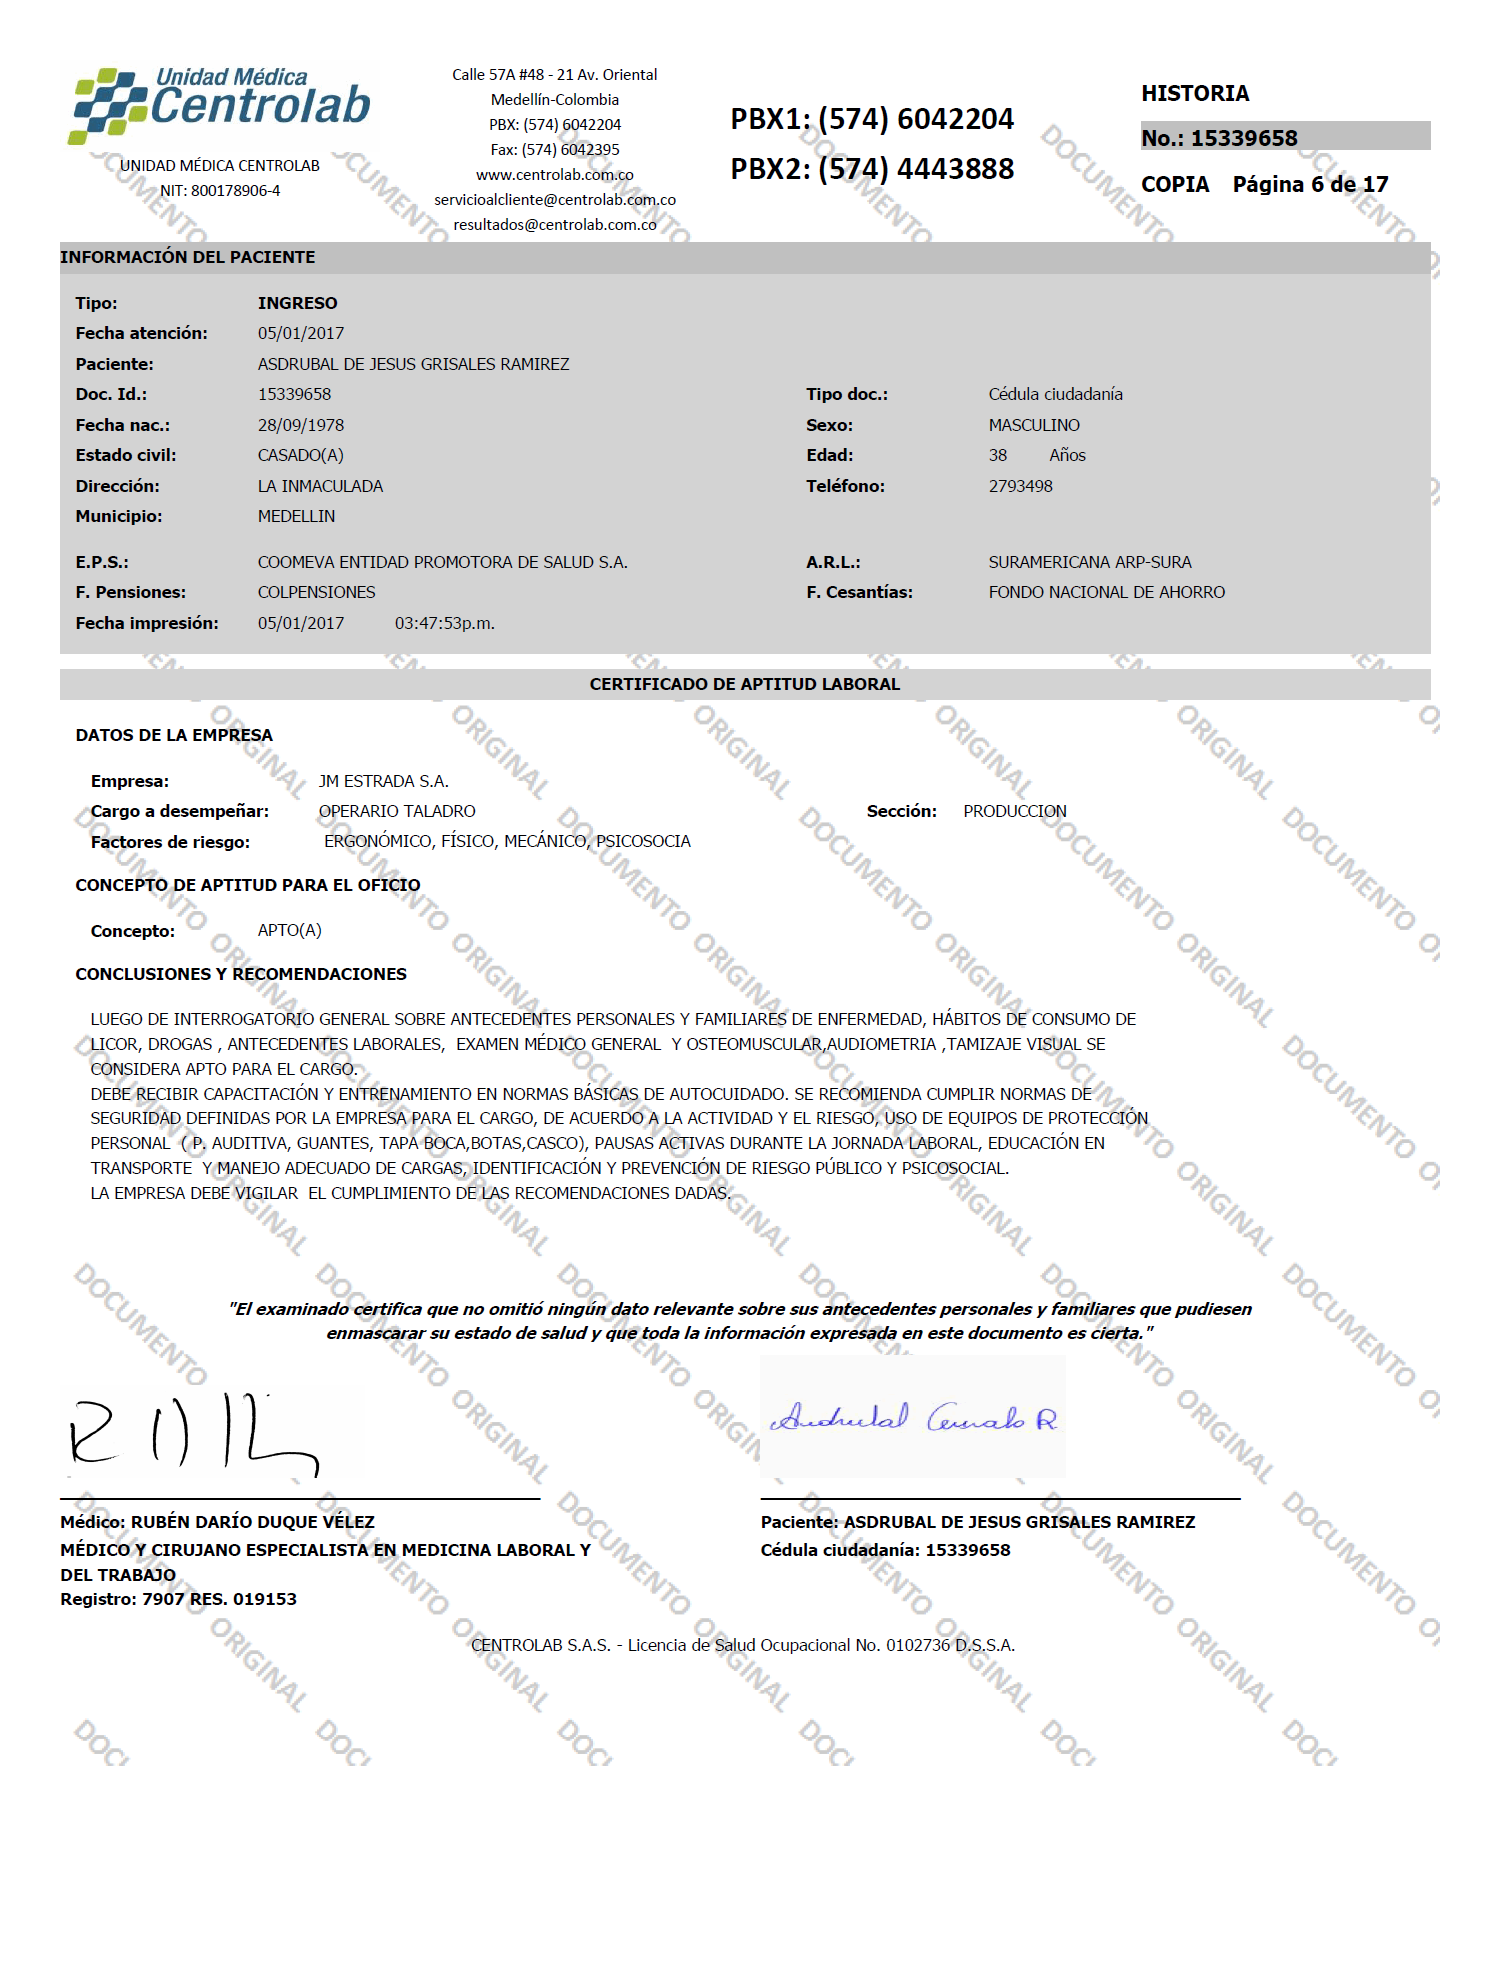 Unidad Médica
Centrolab
UNIDAD MÉDICA CENTROLAB
NIT: 800178906-4
Calle 57A #48 - 21 Av. Oriental
Medellín-Colombia
PBX: (574) 6042204
Fax: (574) 6042395
www.centrolab.com.co
servicioalcliente@centrolab.com.co
resultados@centrolab.com.co
PBX1: (574) 6042204
PBX2: (574) 4443888
HISTORIA
No.: 15339658
COPIA Página 6 de 17
INFORMACIÓN DEL PACIENTE
Tipo: INGRESO
Fecha atención: 05/01/2017
Paciente: ASDRUBAL DE JESUS GRISALES RAMIREZ
Doc. Id.: 15339658 Tipo doc.: Cédula ciudadanía
Fecha nac.: 28/09/1978 Sexo: MASCULINO
Estado civil: CASADO(A) Edad: 38 Años
Dirección: LA INMACULADA Teléfono: 2793498
Municipio: MEDELLIN
E.P.S.: COOMEVA ENTIDAD PROMOTORA DE SALUD S.A. A.R.L.: SURAMERICANA ARP-SURA
F. Pensiones: COLPENSIONES F. Cesantías: FONDO NACIONAL DE AHORRO
Fecha impresión: 05/01/2017 03:47:53p.m.
CERTIFICADO DE APTITUD LABORAL
DATOS DE LA EMPRESA
Empresa: JM ESTRADA S.A.
Cargo a desempeñar: OPERARIO TALADRO Sección: PRODUCCION
Factores de riesgo: ERGONÓMICO, FÍSICO, MECÁNICO, PSICOSOCIA
CONCEPTO DE APTITUD PARA EL OFICIO
Concepto: APTO(A)
CONCLUSIONES Y RECOMENDACIONES
LUEGO DE INTERROGATORIO GENERAL SOBRE ANTECEDENTES PERSONALES Y FAMILIARES DE ENFERMEDAD, HÁBITOS DE CONSUMO DE
LICOR, DROGAS , ANTECEDENTES LABORALES, EXAMEN MÉDICO GENERAL Y OSTEOMUSCULAR,AUDIOMETRIA ,TAMIZAJE VISUAL SE
CONSIDERA APTO PARA EL CARGO.
DEBE RECIBIR CAPACITACIÓN Y ENTRENAMIENTO EN NORMAS BÁSICAS DE AUTOCUIDADO. SE RECOMIENDA CUMPLIR NORMAS DE
SEGURIDAD DEFINIDAS POR LA EMPRESA PARA EL CARGO, DE ACUERDO A LA ACTIVIDAD Y EL RIESGO, USO DE EQUIPOS DE PROTECCIÓN
PERSONAL ( P. AUDITIVA, GUANTES, TAPA BOCA,BOTAS,CASCO), PAUSAS ACTIVAS DURANTE LA JORNADA LABORAL, EDUCACIÓN EN
TRANSPORTE Y MANEJO ADECUADO DE CARGAS, IDENTIFICACIÓN Y PREVENCIÓN DE RIESGO PÚBLICO Y PSICOSOCIAL.
LA EMPRESA DEBE VIGILAR EL CUMPLIMIENTO DE LAS RECOMENDACIONES DADAS.
"El examinado certifica que no omitió ningún dato relevante sobre sus antecedentes personales y familiares que pudiesen
enmascarar su estado de salud y que toda la información expresada en este documento es cierta."
Médico: RUBÉN DARÍO DUQUE VÉLEZ
MÉDICO Y CIRUJANO ESPECIALISTA EN MEDICINA LABORAL Y
DEL TRABAJO
Registro: 7907 RES. 019153
Paciente: ASDRUBAL DE JESUS GRISALES RAMIREZ
Cédula ciudadanía: 15339658
CENTROLAB S.A.S. - Licencia de Salud Ocupacional No. 0102736 D.S.S.A.
DOCUMENTO ORIGINAL